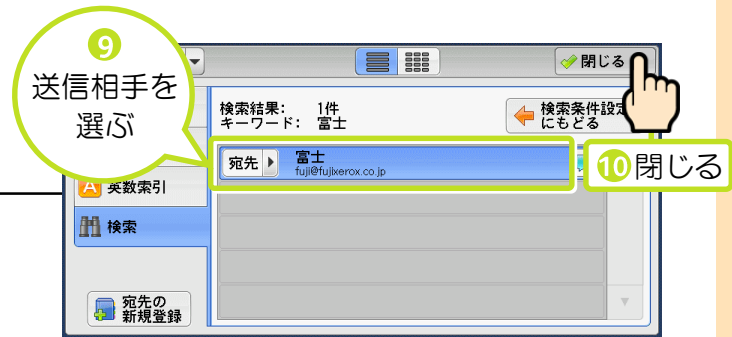 ❾
送信相手を
選ぶ
閉じる
検索結果： 1件
キーワード： 富士
検索条件設定
にもどる
宛先
富士
fuji@fujixerox.co.jp
❿閉じる
A 英数索引
検索
宛先の
新規登録